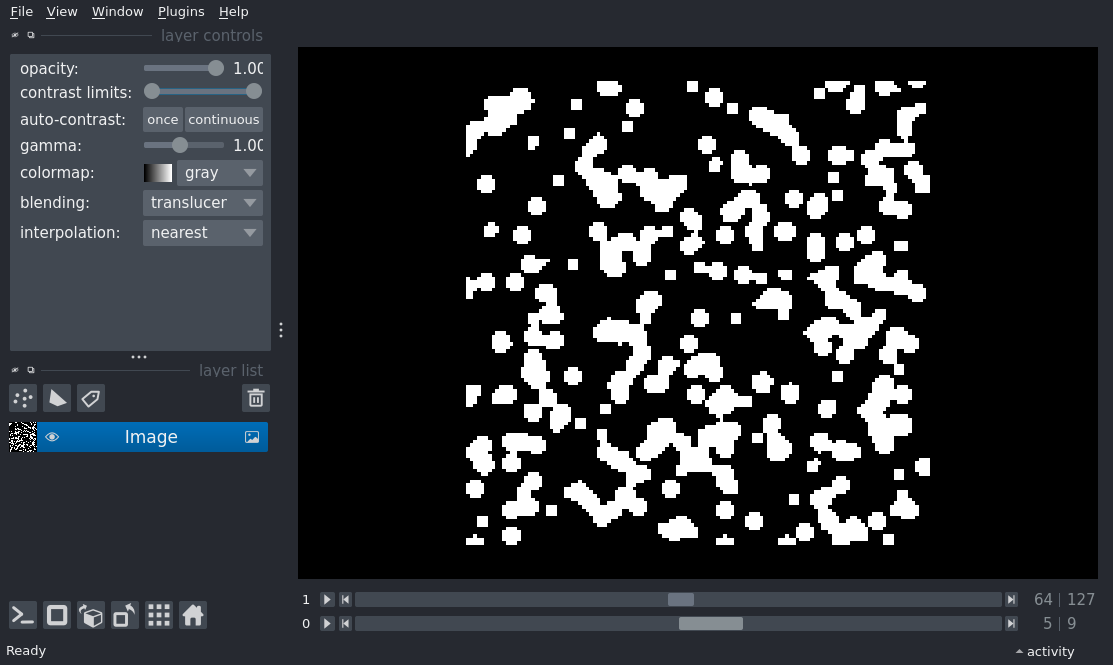 File View Window Plugins Help
layer controls
opacity: 1.00
contrast limits:
auto-contrast: once continuous
gamma: 1.00
colormap: gray
blending: translucer
interpolation: nearest
layer list
Image
1 64 | 127
0 5 | 9
Ready activity